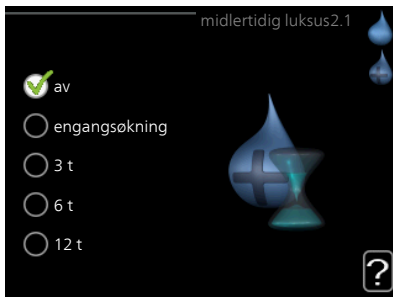 midlertidig luksus2.1
av
engangsøkning
3 t
6 t
12 t
?